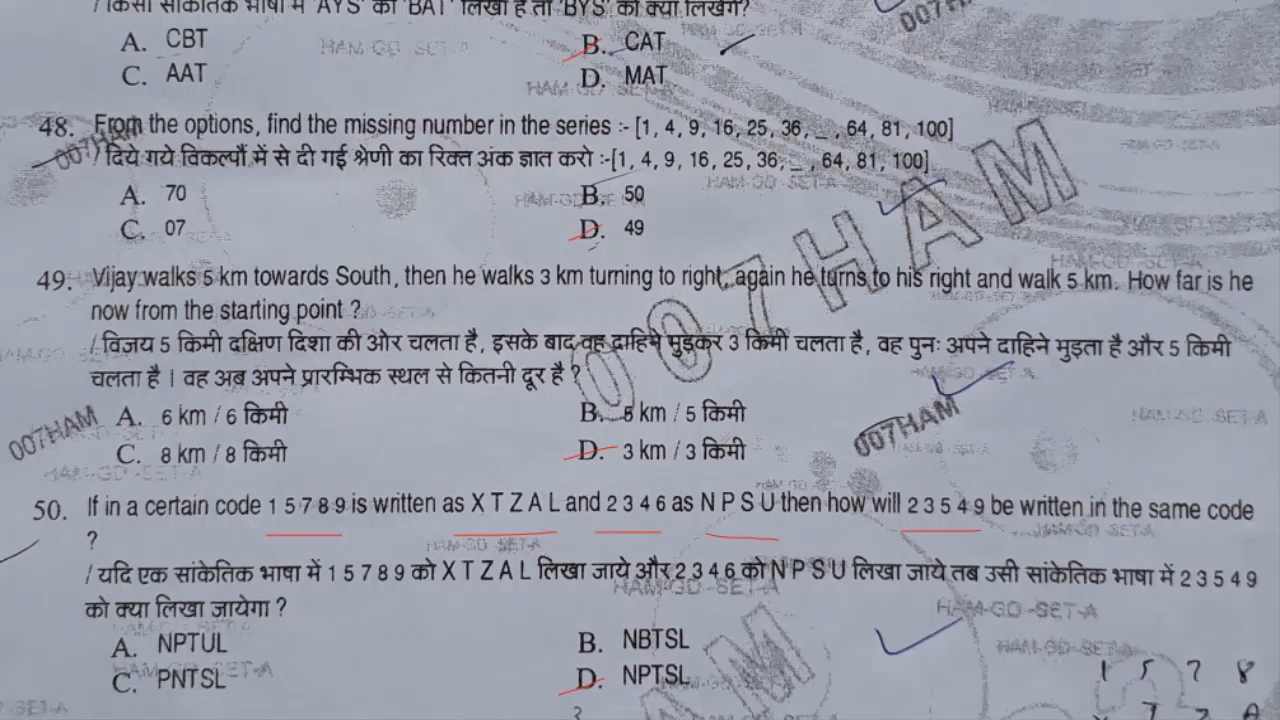 / किसी सांकेतिक भाषा में 'AYS' को 'BAT' लिखा है तो 'BYS' को क्या लिखेंगे?
A. CBT
B. CAT
C. AAT
D. MAT
48. From the options, find the missing number in the series :- [1, 4, 9, 16, 25, 36, _ , 64, 81, 100]
/ दिये गये विकल्पों में से दी गई श्रेणी का रिक्त अंक ज्ञात करो :-[1, 4, 9, 16, 25, 36, _ , 64, 81, 100]
A. 70
B. 50
C. 07
D. 49
49. Vijay walks 5 km towards South, then he walks 3 km turning to right, again he turns to his right and walk 5 km. How far is he
now from the starting point ?
/ विजय 5 किमी दक्षिण दिशा की ओर चलता है, इसके बाद वह दाहिने मुड़कर 3 किमी चलता है, वह पुनः अपने दाहिने मुड़ता है और 5 किमी
चलता है । वह अब अपने प्रारम्भिक स्थल से कितनी दूर है ?
A. 6 km / 6 किमी
B. 5 km / 5 किमी
C. 8 km / 8 किमी
D. 3 km / 3 किमी
007HAM
007HAM
007HAM
50. If in a certain code 1 5 7 8 9 is written as X T Z A L and 2 3 4 6 as N P S U then how will 2 3 5 4 9 be written in the same code
?
/ यदि एक सांकेतिक भाषा में 1 5 7 8 9 को X T Z A L लिखा जाये और 2 3 4 6 को N P S U लिखा जाये तब उसी सांकेतिक भाषा में 2 3 5 4 9
को क्या लिखा जायेगा ?
A. NPTUL
B. NBTSL
C. PNTSL
D. NPTSL
HAM-GD -SET-A
1 5 7 8